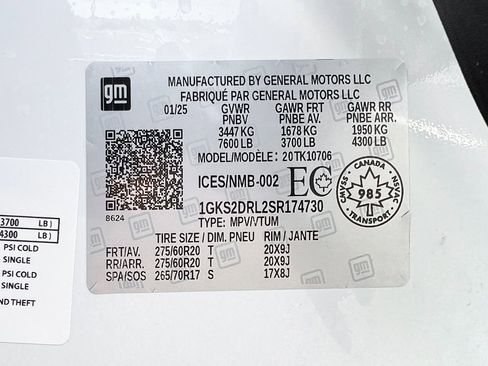 gm
MANUFACTURED BY GENERAL MOTORS LLC
FABRIQUÉ PAR GENERAL MOTORS LLC
01/25 GVWR GAWR FRT GAWR RR
PNBV PNBE AV. PNBE ARR.
3447 KG 1678 KG 1950 KG
7600 LB 3700 LB 4300 LB
MODEL/MODÈLE: 20TK10706
ICES/NMB-002 EC
8624
1GKS2DRL2SR174730
TYPE: MPV/VTUM
CANADA
CMVSS NSVAC
985
TRANSPORT
TIRE SIZE / DIM. PNEU RIM / JANTE
FRT/AV. 275/60R20 T 20X9J
RR/ARR. 275/60R20 T 20X9J
SPA/SOS 265/70R17 S 17X8J
3700 LB)
4300 LB)
PSI COLD
SINGLE
PSI COLD
SINGLE
ND THEFT